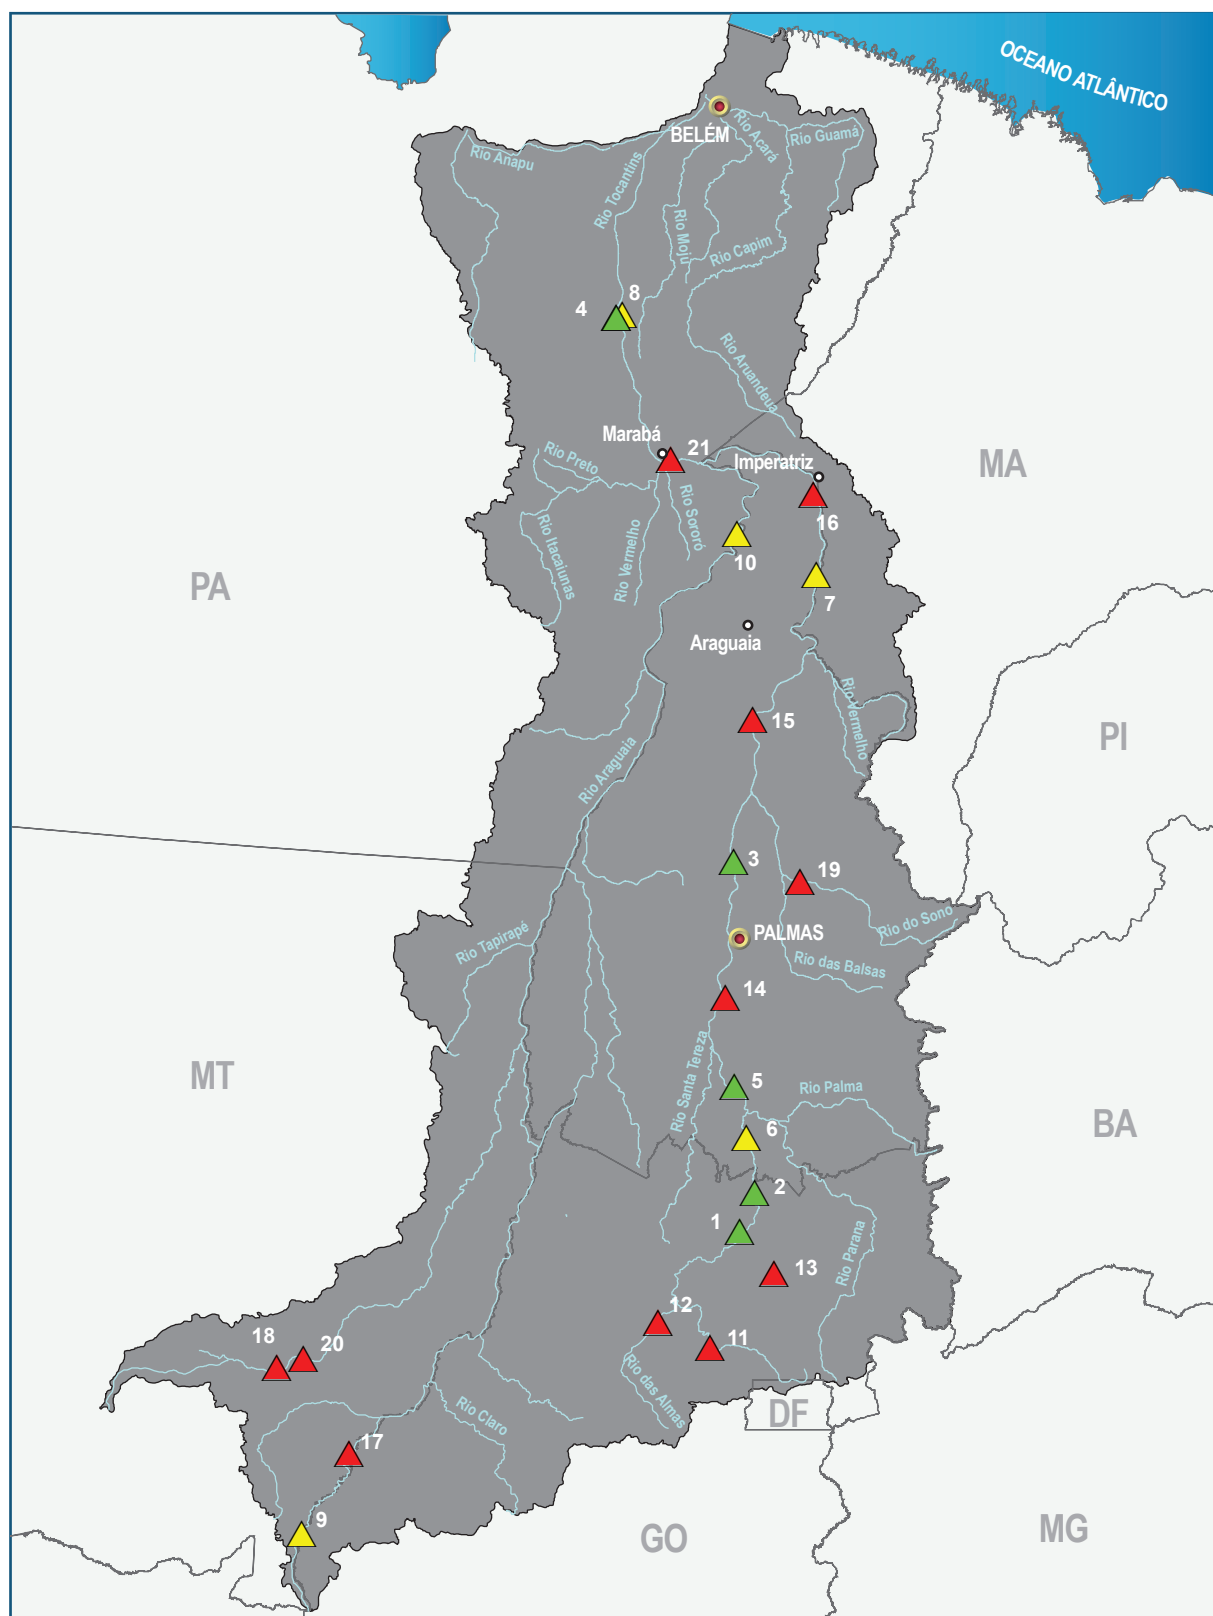 OCEANO ATLÂNTICO
BELÉM
Rio Acará
Rio Guamá
Rio Anapu
Rio Tocantins
Rio Moju
Rio Capim
4
8
Rio Aruandeua
Marabá
21
Imperatriz
MA
Rio Preto
16
Rio Sororó
Rio Itacaiunas
Rio Vermelho
10
PA
7
Araguaia
Rio Vermelho
15
PI
Rio Araguaia
3
19
Rio do Sono
PALMAS
Rio Tapirapé
Rio das Balsas
14
MT
Rio Santa Tereza
5
Rio Palma
BA
6
2
1
Rio Parana
13
12
11
18
20
Rio das Almas
Rio Claro
DF
17
9
GO
MG